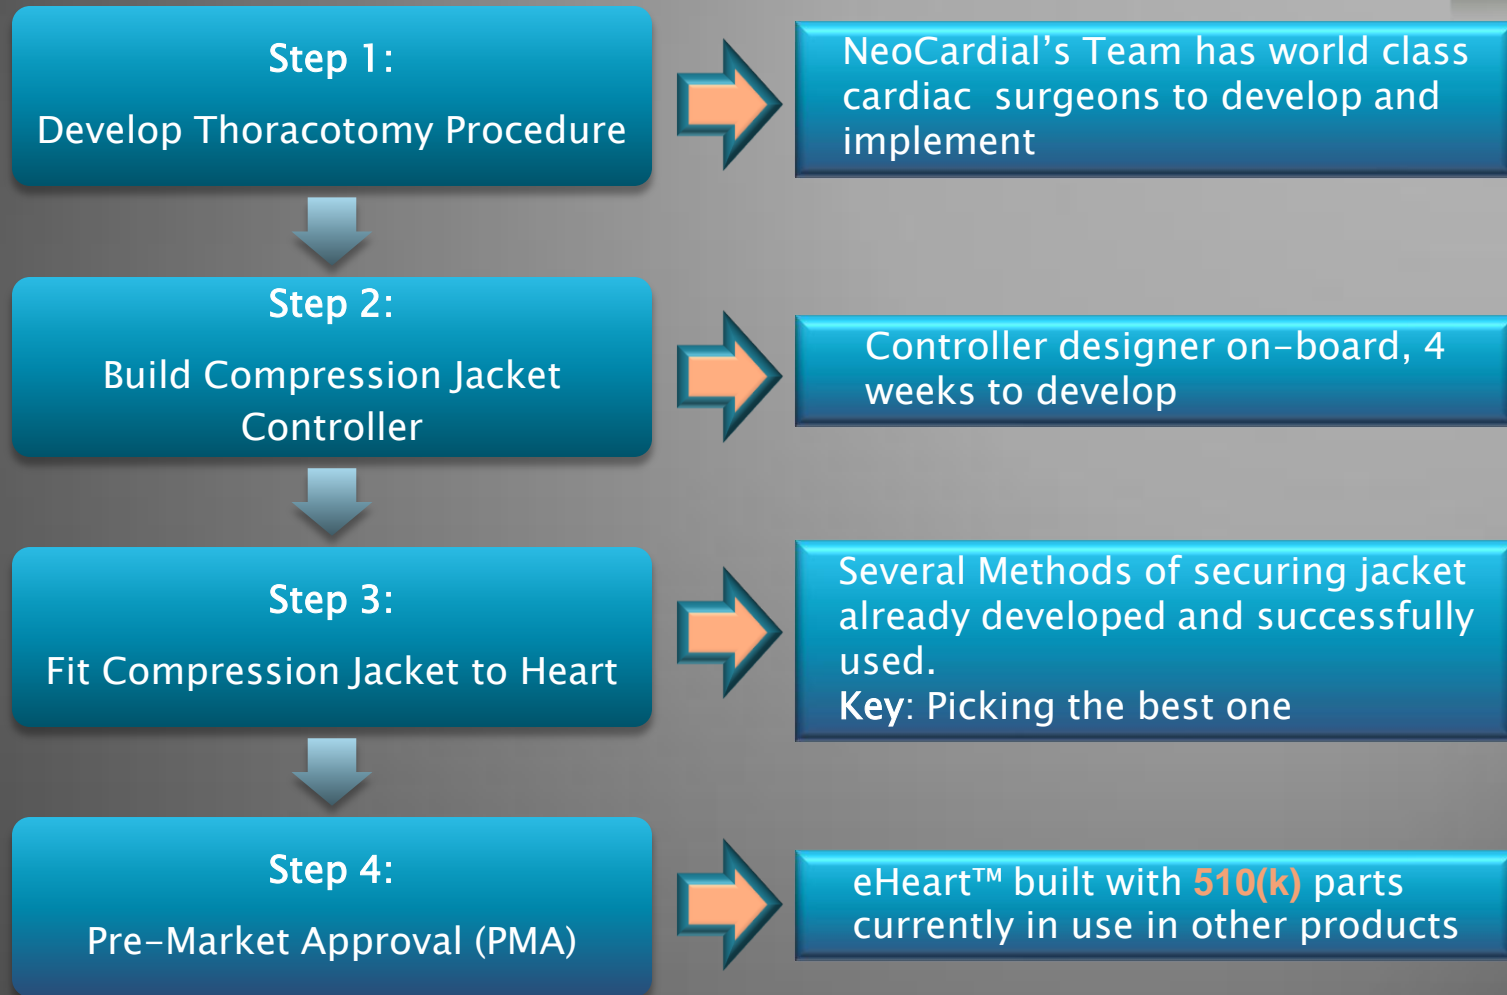 Step 1:
Develop Thoracotomy Procedure
NeoCardial's Team has world class
cardiac surgeons to develop and
implement
Step 2:
Build Compression Jacket
Controller
Controller designer on-board, 4
weeks to develop
Step 3:
Fit Compression Jacket to Heart
Several Methods of securing jacket
already developed and successfully
used.
Key: Picking the best one
Step 4:
Pre-Market Approval (PMA)
eHeart™ built with 510(k) parts
currently in use in other products